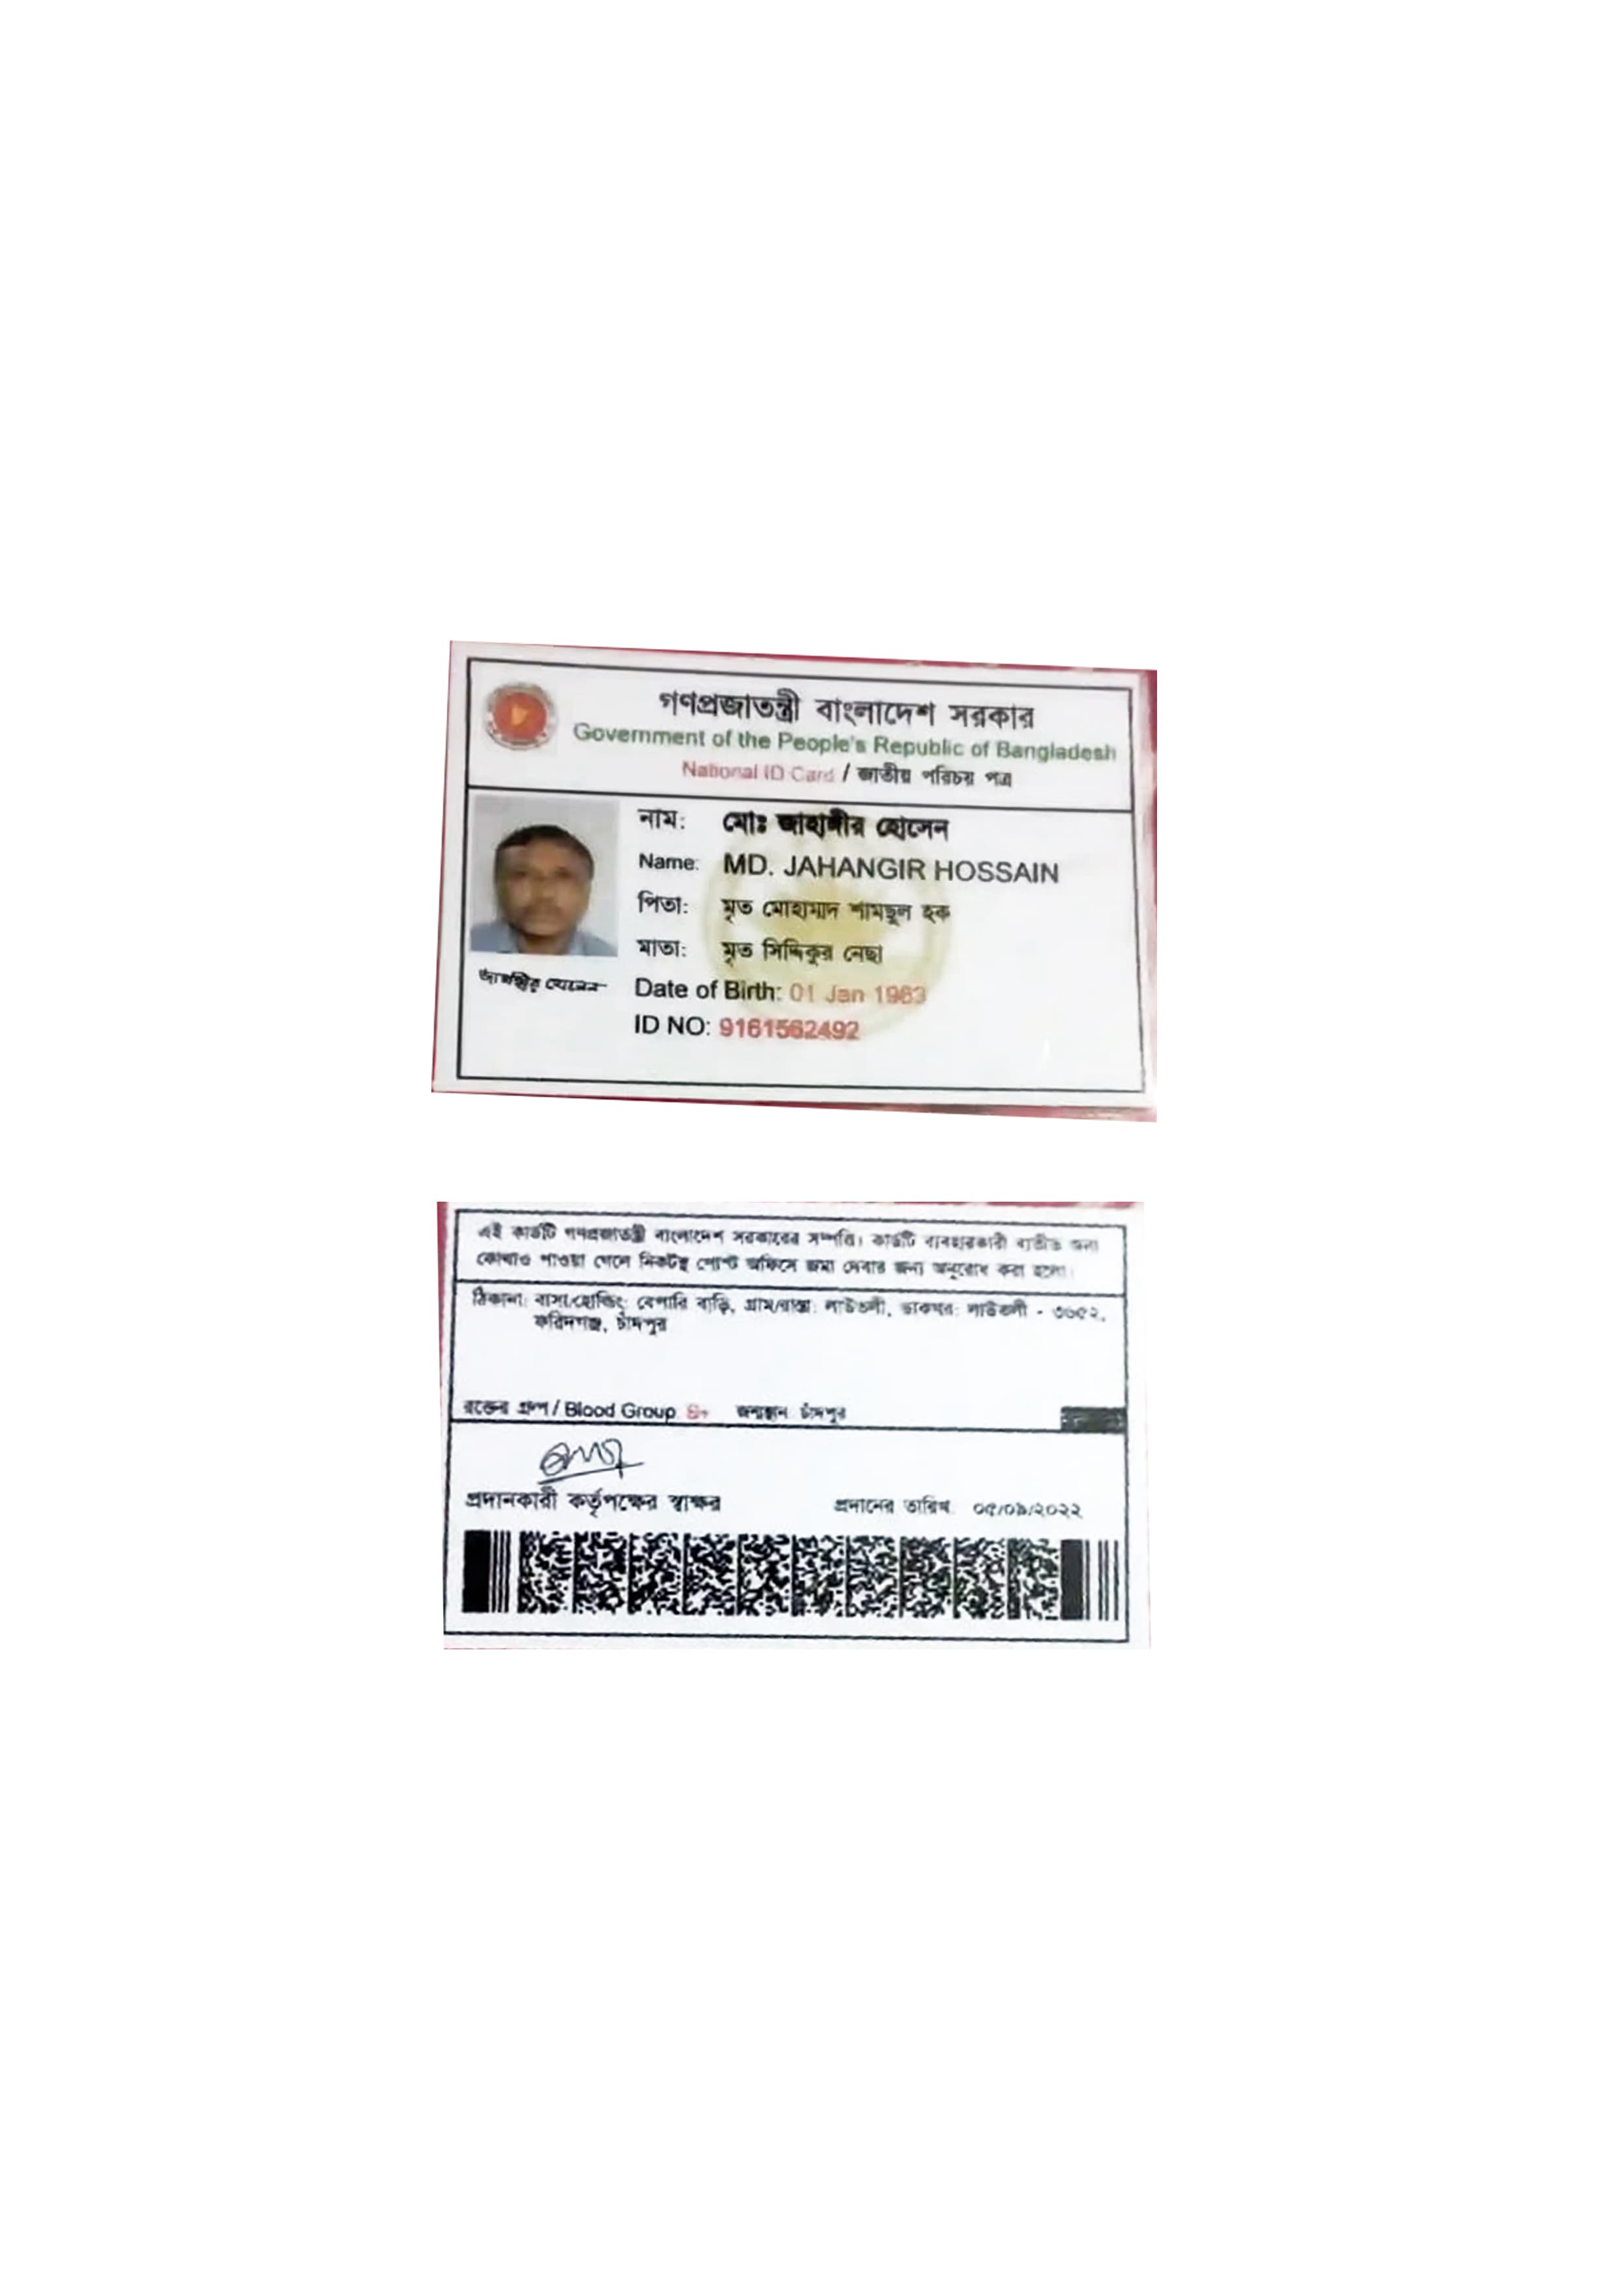 গণপ্রজাতন্ত্রী বাংলাদেশ সরকার
Government of the People's Republic of Bangladesh
National ID Card / জাতীয় পরিচয় পত্র
নাম: মোঃ জাহাঙ্গীর হোসেন
Name: MD. JAHANGIR HOSSAIN
পিতা: মৃত মোহাম্মাদ শামছুল হক
মাতা: মৃত সিদ্দিকুর নেছা
Date of Birth: 01 Jan 1963
ID NO: 9161562492
এই কার্ডটি গণপ্রজাতন্ত্রী বাংলাদেশ সরকারের সম্পত্তি। কার্ডটি ব্যবহারকারী ব্যতীত অন্য
কোথাও পাওয়া গেলে নিকটস্থ পোস্ট অফিসে জমা দেবার জন্য অনুরোধ করা হলো।
ঠিকানা: বাসা/হোল্ডিং: বেপারি বাড়ি, গ্রাম/রাস্তা: লাউতলী, ডাকঘর: লাউতলী - ৩৬৫২,
ফরিদগঞ্জ, চাঁদপুর
রক্তের গ্রুপ / Blood Group: জন্মস্থান: চাঁদপুর
প্রদানকারী কর্তৃপক্ষের স্বাক্ষর প্রদানের তারিখ: ০৫/০৯/২০২২